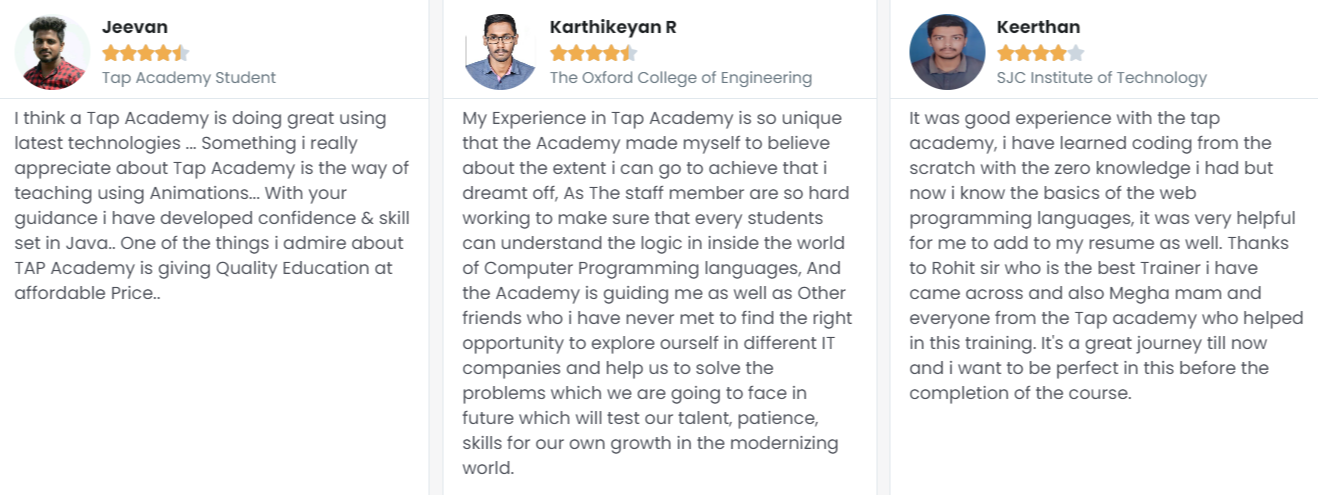 Jeevan
Tap Academy Student
I think a Tap Academy is doing great using
latest technologies ... Something i really
appreciate about Tap Academy is the way of
teaching using Animations... With your
guidance i have developed confidence & skill
set in Java.. One of the things i admire about
TAP Academy is giving Quality Education at
affordable Price..
Karthikeyan R
The Oxford College of Engineering
My Experience in Tap Academy is so unique
that the Academy made myself to believe
about the extent i can go to achieve that i
dreamt off, As The staff member are so hard
working to make sure that every students
can understand the logic in inside the world
of Computer Programming languages, And
the Academy is guiding me as well as Other
friends who i have never met to find the right
opportunity to explore ourself in different IT
companies and help us to solve the
problems which we are going to face in
future which will test our talent, patience,
skills for our own growth in the modernizing
world.
Keerthan
SJC Institute of Technology
It was good experience with the tap
academy, i have learned coding from the
scratch with the zero knowledge i had but
now i know the basics of the web
programming languages, it was very helpful
for me to add to my resume as well. Thanks
to Rohit sir who is the best Trainer i have
came across and also Megha mam and
everyone from the Tap academy who helped
in this training. It's a great journey till now
and i want to be perfect in this before the
completion of the course.